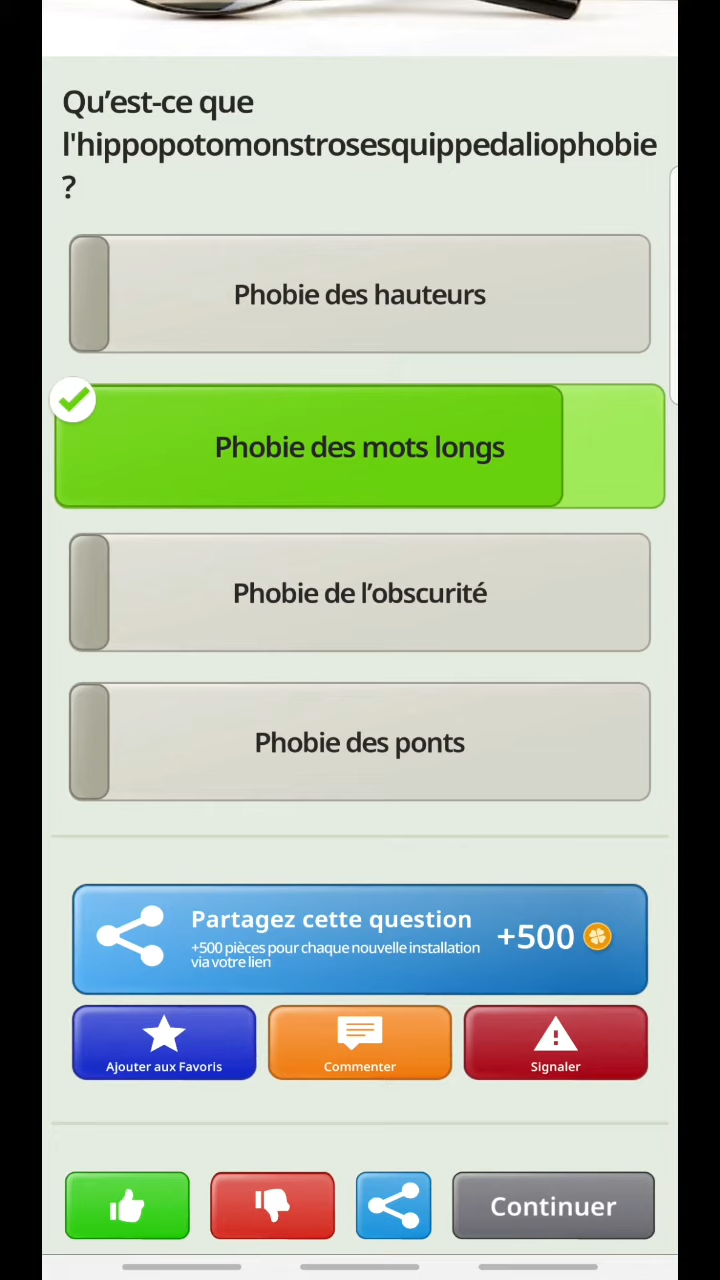 Qu’est-ce que
l'hippopotomonstrosesquippedaliophobie
?
Phobie des hauteurs
Phobie des mots longs
Phobie de l’obscurité
Phobie des ponts
Partagez cette question
+500 pièces pour chaque nouvelle installation
via votre lien
+500
Ajouter aux Favoris
Commenter
Signaler
Continuer